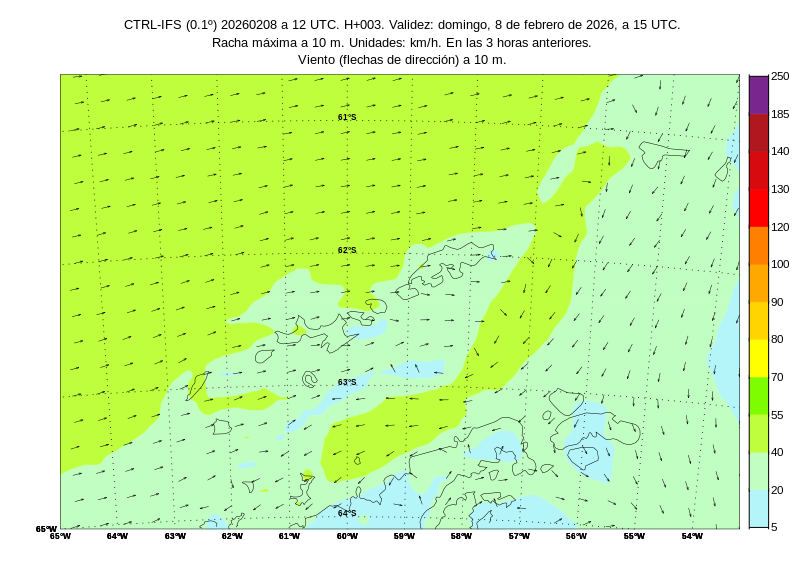 CTRL-IFS (0.1º) 20260208 a 12 UTC. H+003. Validez: domingo, 8 de febrero de 2026, a 15 UTC.
Racha máxima a 10 m. Unidades: km/h. En las 3 horas anteriores.
Viento (flechas de dirección) a 10 m.
250
185
140
130
120
100
90
80
70
55
40
20
5
61°S
62°S
63°S
64°S
65°W
65°W 64°W 63°W 62°W 61°W 60°W 59°W 58°W 57°W 56°W 55°W 54°W